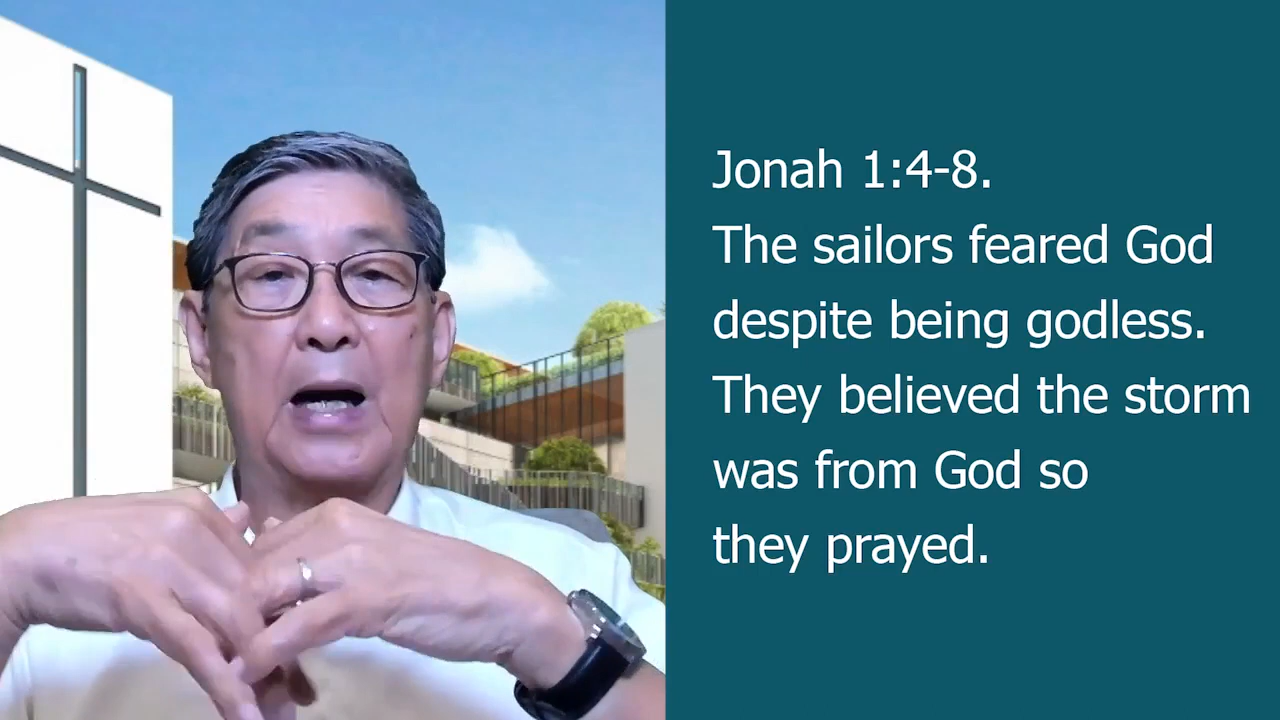 Jonah 1:4-8.
The sailors feared God
despite being godless.
They believed the storm
was from God so
they prayed.